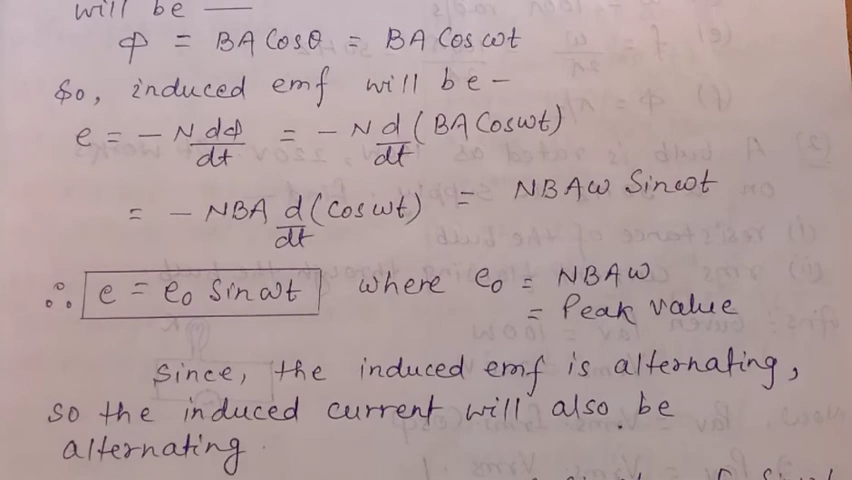 will be —
φ = BA Cosθ = BA Cos ωt
So, induced emf will be -
e = - N dφ/dt = - N d/dt (BA Cosωt)
= - NBA d/dt (cos ωt) = NBAω Sinωt
∴ e = e₀ Sin ωt where e₀ = NBAω
= Peak value
Since, the induced emf is alternating,
so the induced current will also be
alternating.